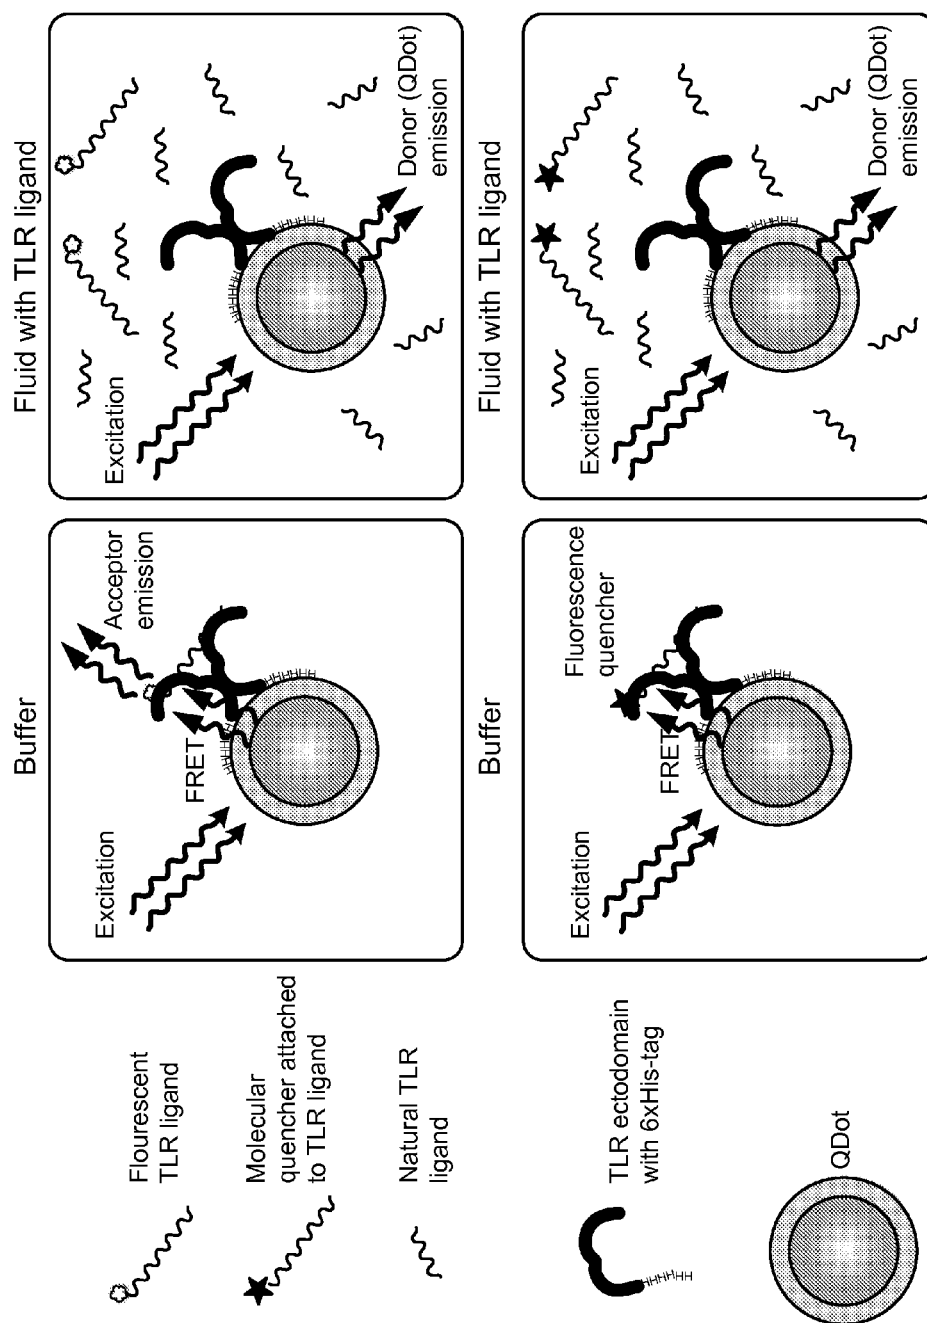 Flourescent
TLR ligand
Molecular
quencher attached
to TLR ligand
Natural TLR
ligand
TLR ectodomain
with 6xHis-tag
QDot
Buffer
Excitation
FRET
Acceptor
emission
Fluid with TLR ligand
Excitation
Donor (QDot)
emission
Buffer
Excitation
FRET
Fluorescence
quencher
Fluid with TLR ligand
Excitation
Donor (QDot)
emission